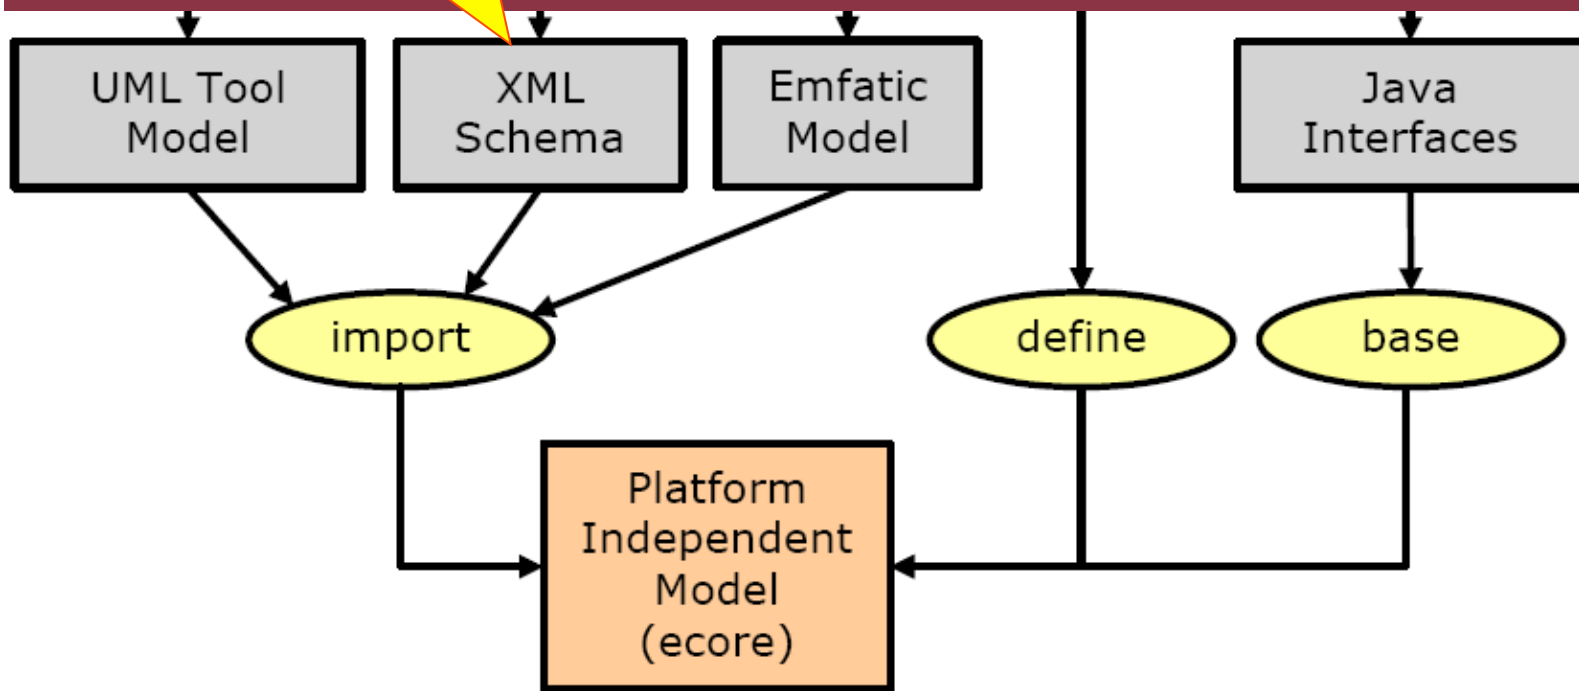 UML Tool
Model
XML
Schema
Emfatic
Model
Java
Interfaces
import
define
base
Platform
Independent
Model
(ecore)